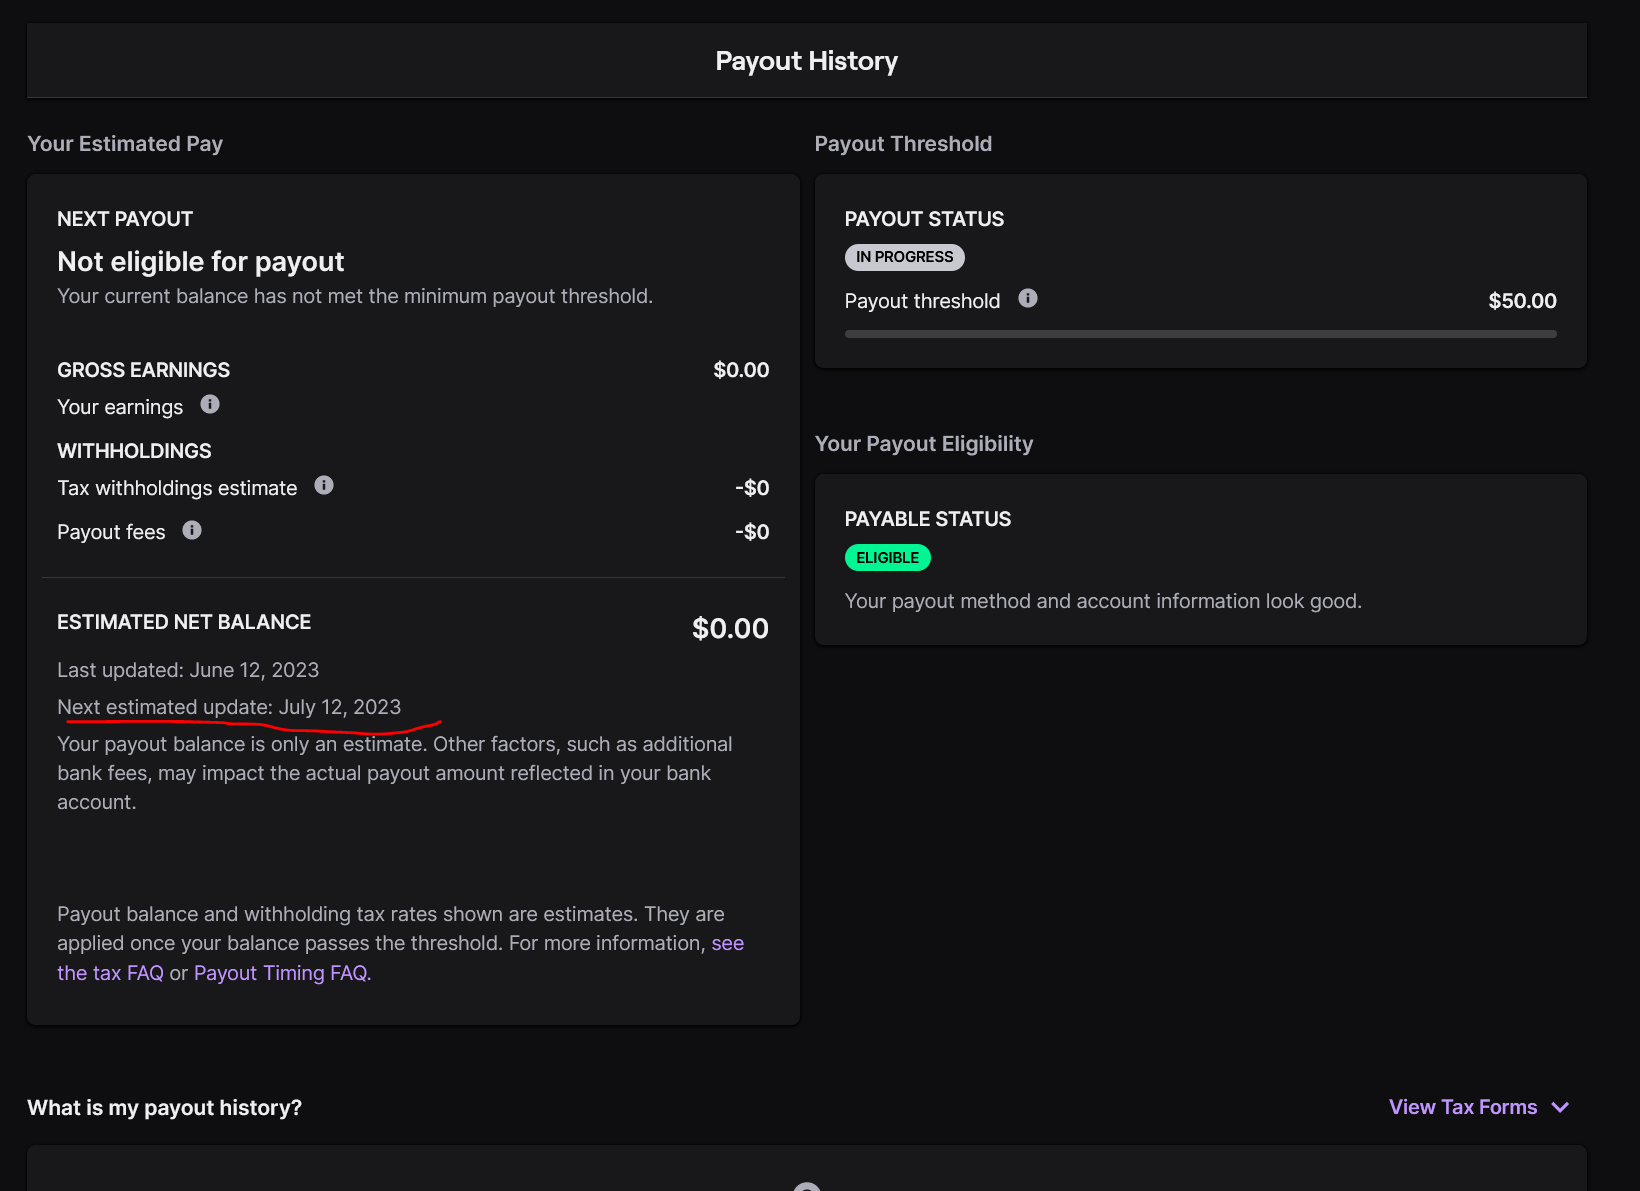 Payout History
Your Estimated Pay
NEXT PAYOUT
Not eligible for payout
Your current balance has not met the minimum payout threshold.
GROSS EARNINGS $0.00
Your earnings
WITHHOLDINGS
Tax withholdings estimate -$0
Payout fees -$0
ESTIMATED NET BALANCE $0.00
Last updated: June 12, 2023
Next estimated update: July 12, 2023
Your payout balance is only an estimate. Other factors, such as additional
bank fees, may impact the actual payout amount reflected in your bank
account.
Payout balance and withholding tax rates shown are estimates. They are
applied once your balance passes the threshold. For more information, see
the tax FAQ or Payout Timing FAQ.
Payout Threshold
PAYOUT STATUS
IN PROGRESS
Payout threshold $50.00
Your Payout Eligibility
PAYABLE STATUS
ELIGIBLE
Your payout method and account information look good.
What is my payout history?
View Tax Forms